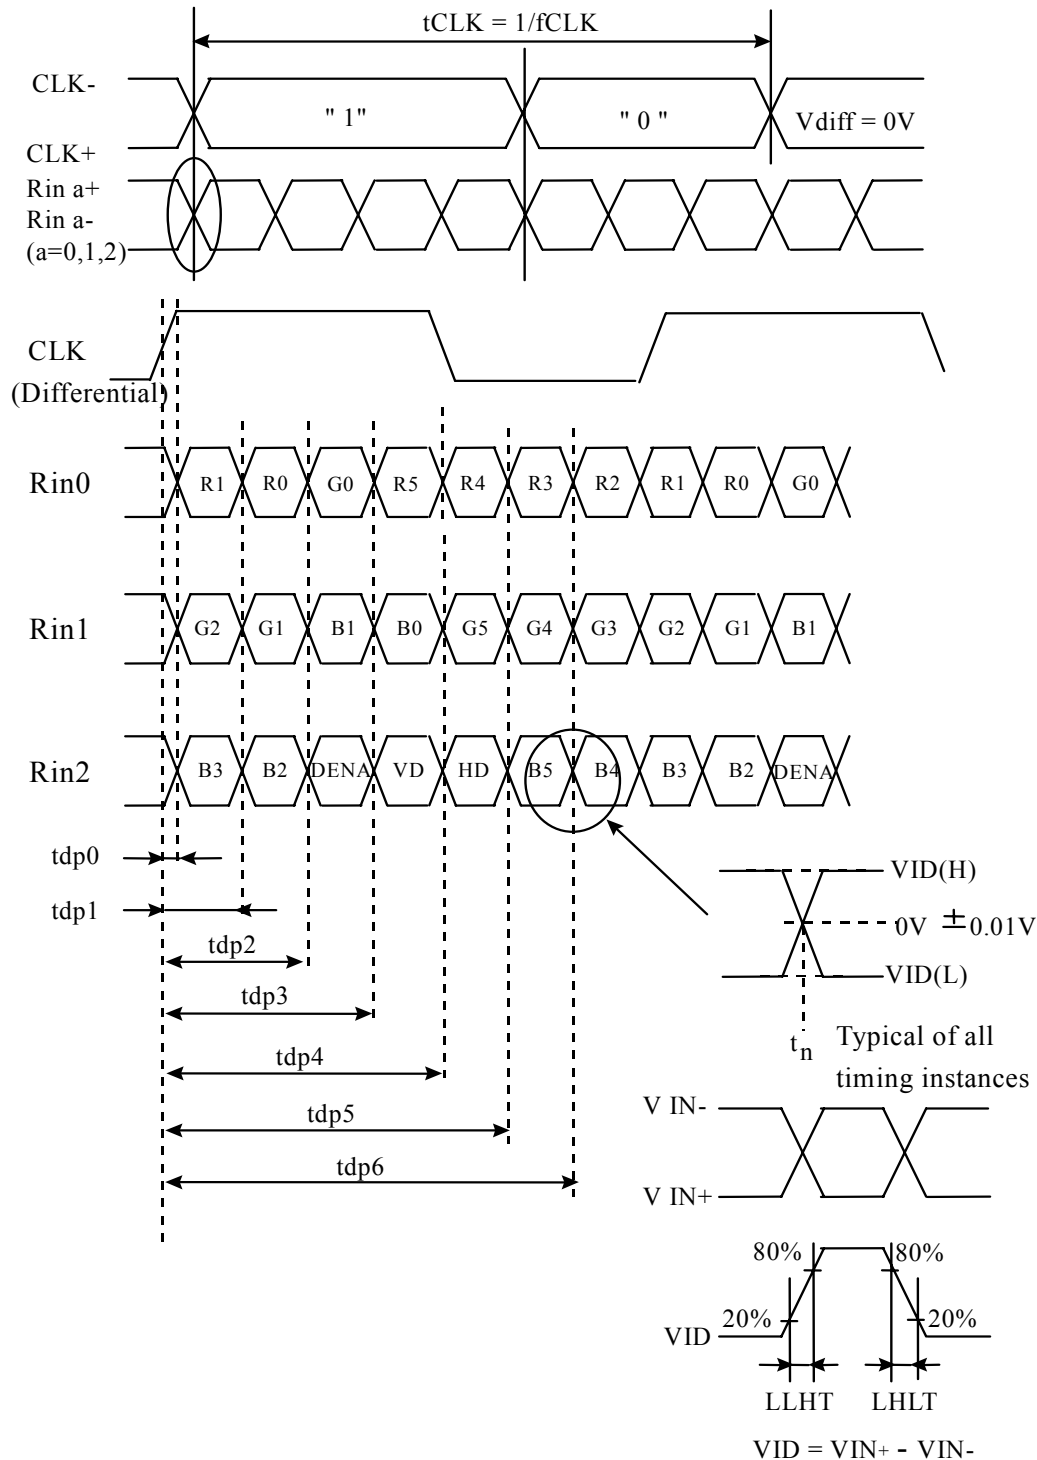 tCLK = 1/fCLK
CLK-
" 1"
" 0 "
Vdiff = 0V
CLK+
Rin a+
Rin a-
(a=0,1,2)
CLK
(Differential)
Rin0
R1 R0 G0 R5 R4 R3 R2 R1 R0 G0
Rin1
G2 G1 B1 B0 G5 G4 G3 G2 G1 B1
Rin2
B3 B2 DENA VD HD B5 B4 B3 B2 DENA
tdp0
tdp1
tdp2
tdp3
tdp4
tdp5
tdp6
VID(H)
0V ±0.01V
VID(L)
tn
Typical of all
timing instances
V IN-
V IN+
80% 80%
20% 20%
VID
LLHT LHLT
VID = VIN+ - VIN-